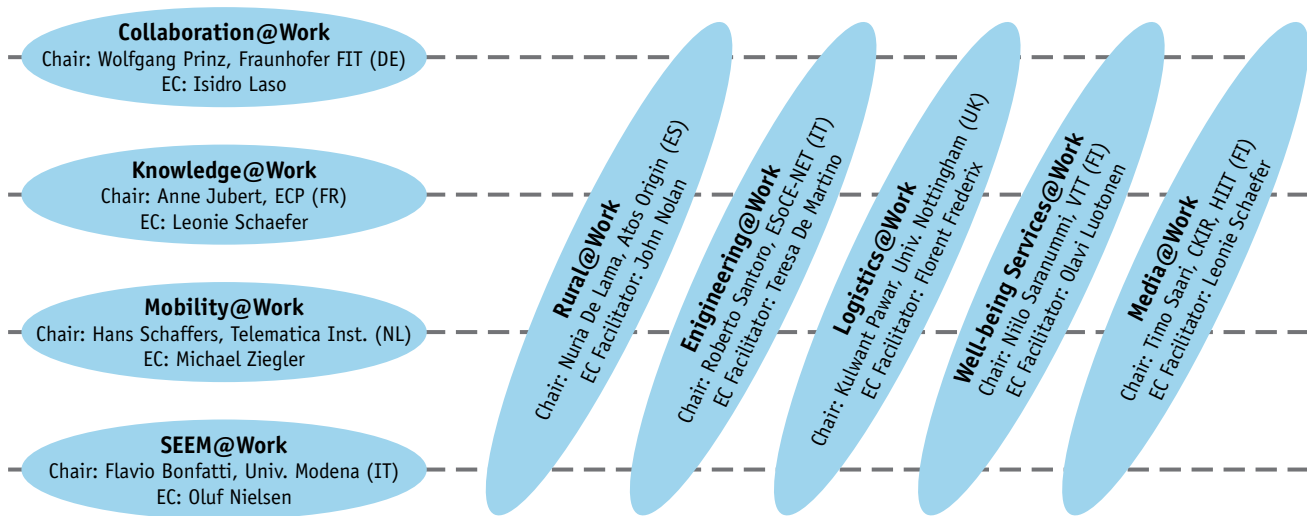 Collaboration@Work
Chair: Wolfgang Prinz, Fraunhofer FIT (DE)
EC: Isidro Laso
Knowledge@Work
Chair: Anne Jubert, ECP (FR)
EC: Leonie Schaefer
Mobility@Work
Chair: Hans Schaffers, Telematica Inst. (NL)
EC: Michael Ziegler
SEEM@Work
Chair: Flavio Bonfatti, Univ. Modena (IT)
EC: Oluf Nielsen
Rural@Work
Chair: Nuria De Lama, Atos Origin (ES)
EC Facilitator: John Nolan
Enigineering@Work
Chair: Roberto Santoro, ESoCE-NET (IT)
EC Facilitator: Teresa De Martino
Logistics@Work
Chair: Kulwant Pawar, Univ. Nottingham (UK)
EC Facilitator: Florent Frederix
Well-being Services@Work
Chair: Niilo Saranummi, VTT (FI)
EC Facilitator: Olavi Luotonen
Media@Work
Chair: Timo Saari, CKIR, HIIT (FI)
EC Facilitator: Leonie Schaefer